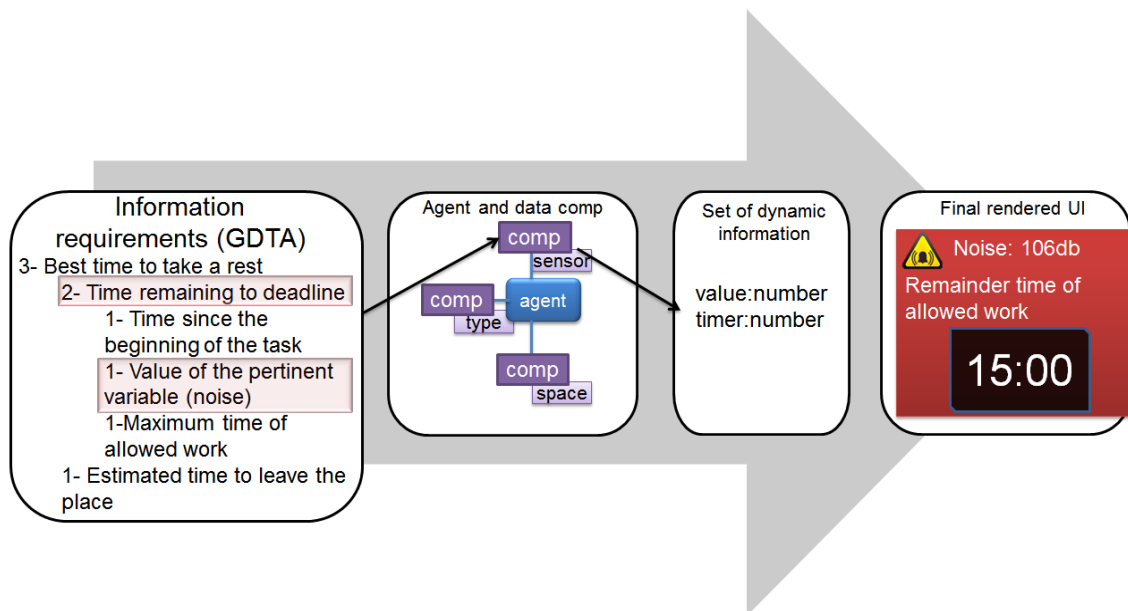 Information
requirements (GDTA)
3- Best time to take a rest
2- Time remaining to deadline
1- Time since the
beginning of the task
1- Value of the pertinent
variable (noise)
1-Maximum time of
allowed work
1- Estimated time to leave the
place
Agent and data comp
comp
sensor
comp
type
agent
comp
space
Set of dynamic
information
value:number
timer:number
Final rendered UI
Noise: 106db
Remainder time of
allowed work
15:00